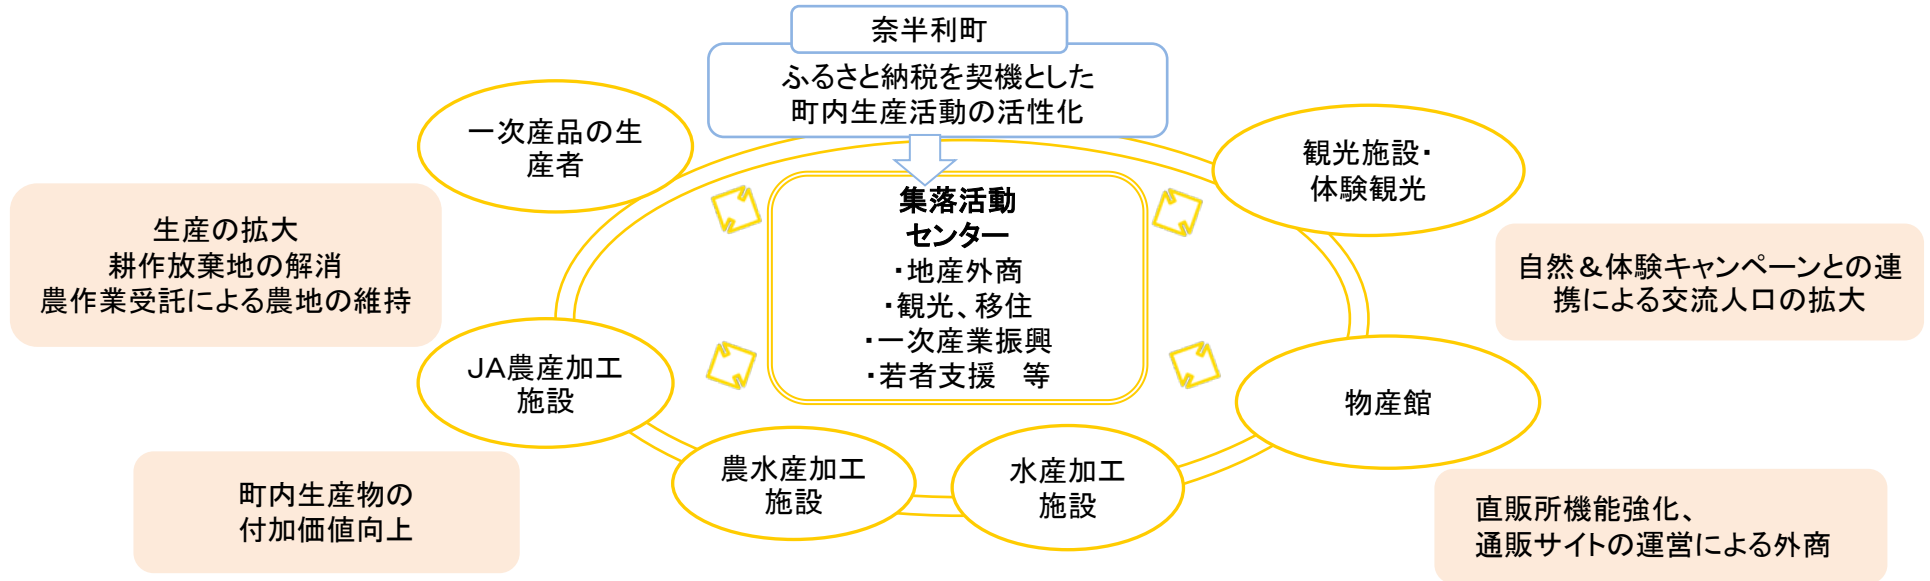 奈半利町
ふるさと納税を契機とした
町内生産活動の活性化
一次産品の生
産者
観光施設・
体験観光
集落活動
センター
・地産外商
・観光、移住
・一次産業振興
・若者支援　等
生産の拡大
耕作放棄地の解消
農作業受託による農地の維持
自然＆体験キャンペーンとの連
携による交流人口の拡大
JA農産加工
施設
物産館
農水産加工
施設
水産加工
施設
町内生産物の
付加価値向上
直販所機能強化、
通販サイトの運営による外商